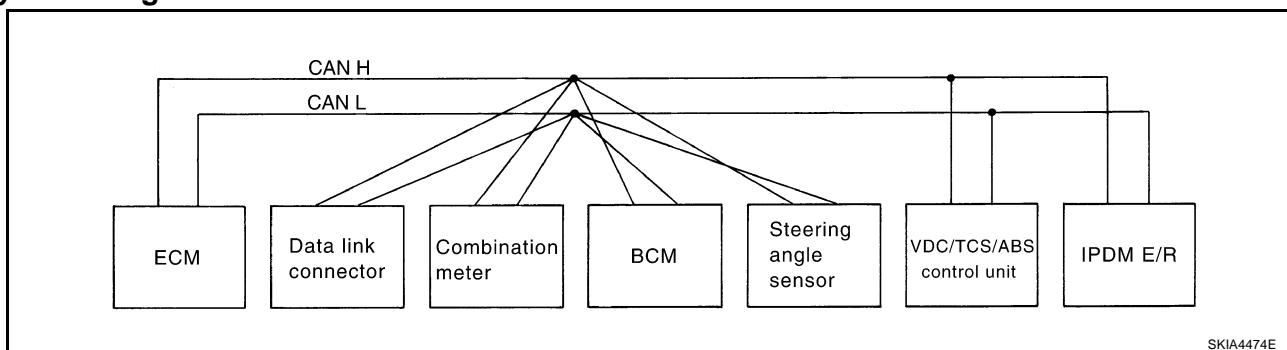 CAN H
CAN L
ECM
Data link
connector
Combination
meter
BCM
Steering
angle
sensor
VDC/TCS/ABS
control unit
IPDM E/R
SKIA4474E